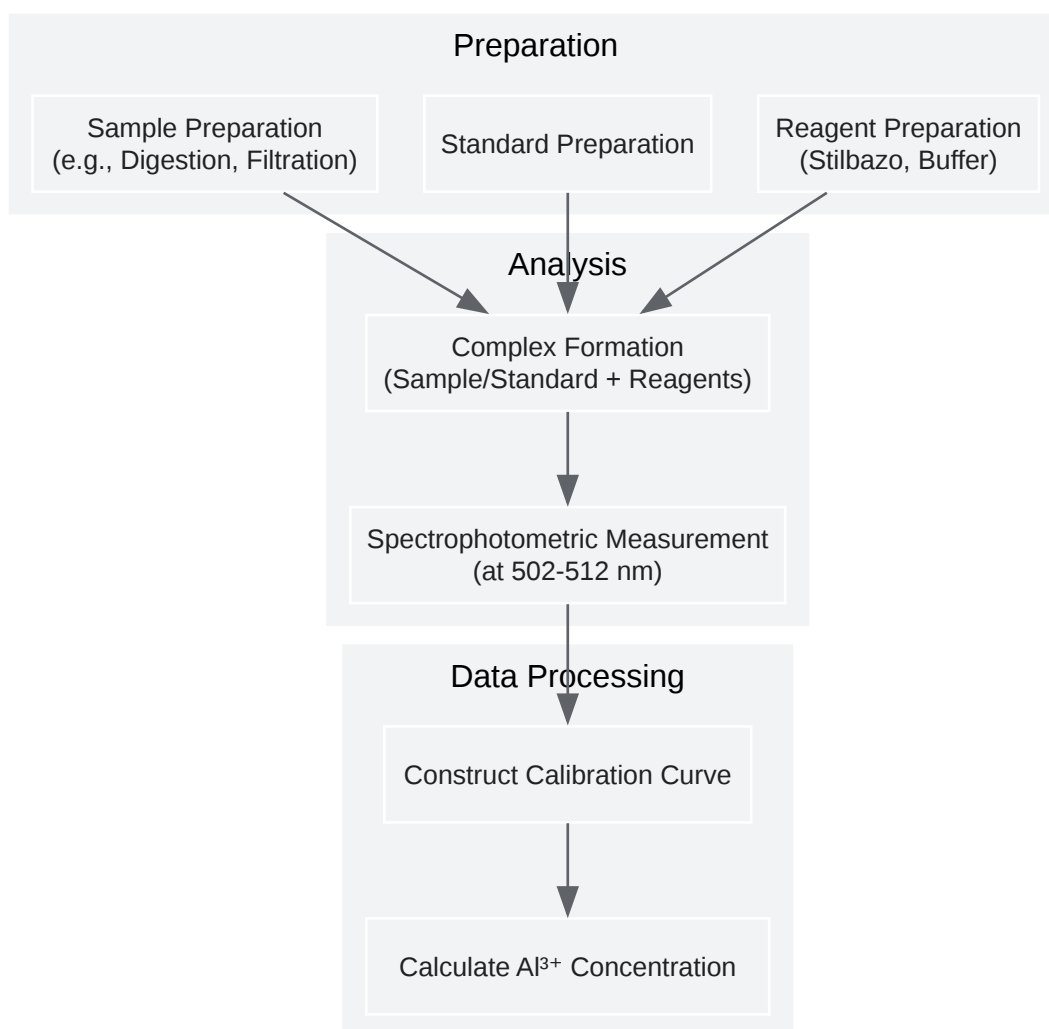 Preparation
Sample Preparation
(e.g., Digestion, Filtration)
Standard Preparation
Reagent Preparation
(Stilbazo, Buffer)
Analysis
Complex Formation
(Sample/Standard + Reagents)
Spectrophotometric Measurement
(at 502-512 nm)
Data Processing
Construct Calibration Curve
Calculate Al³⁺ Concentration